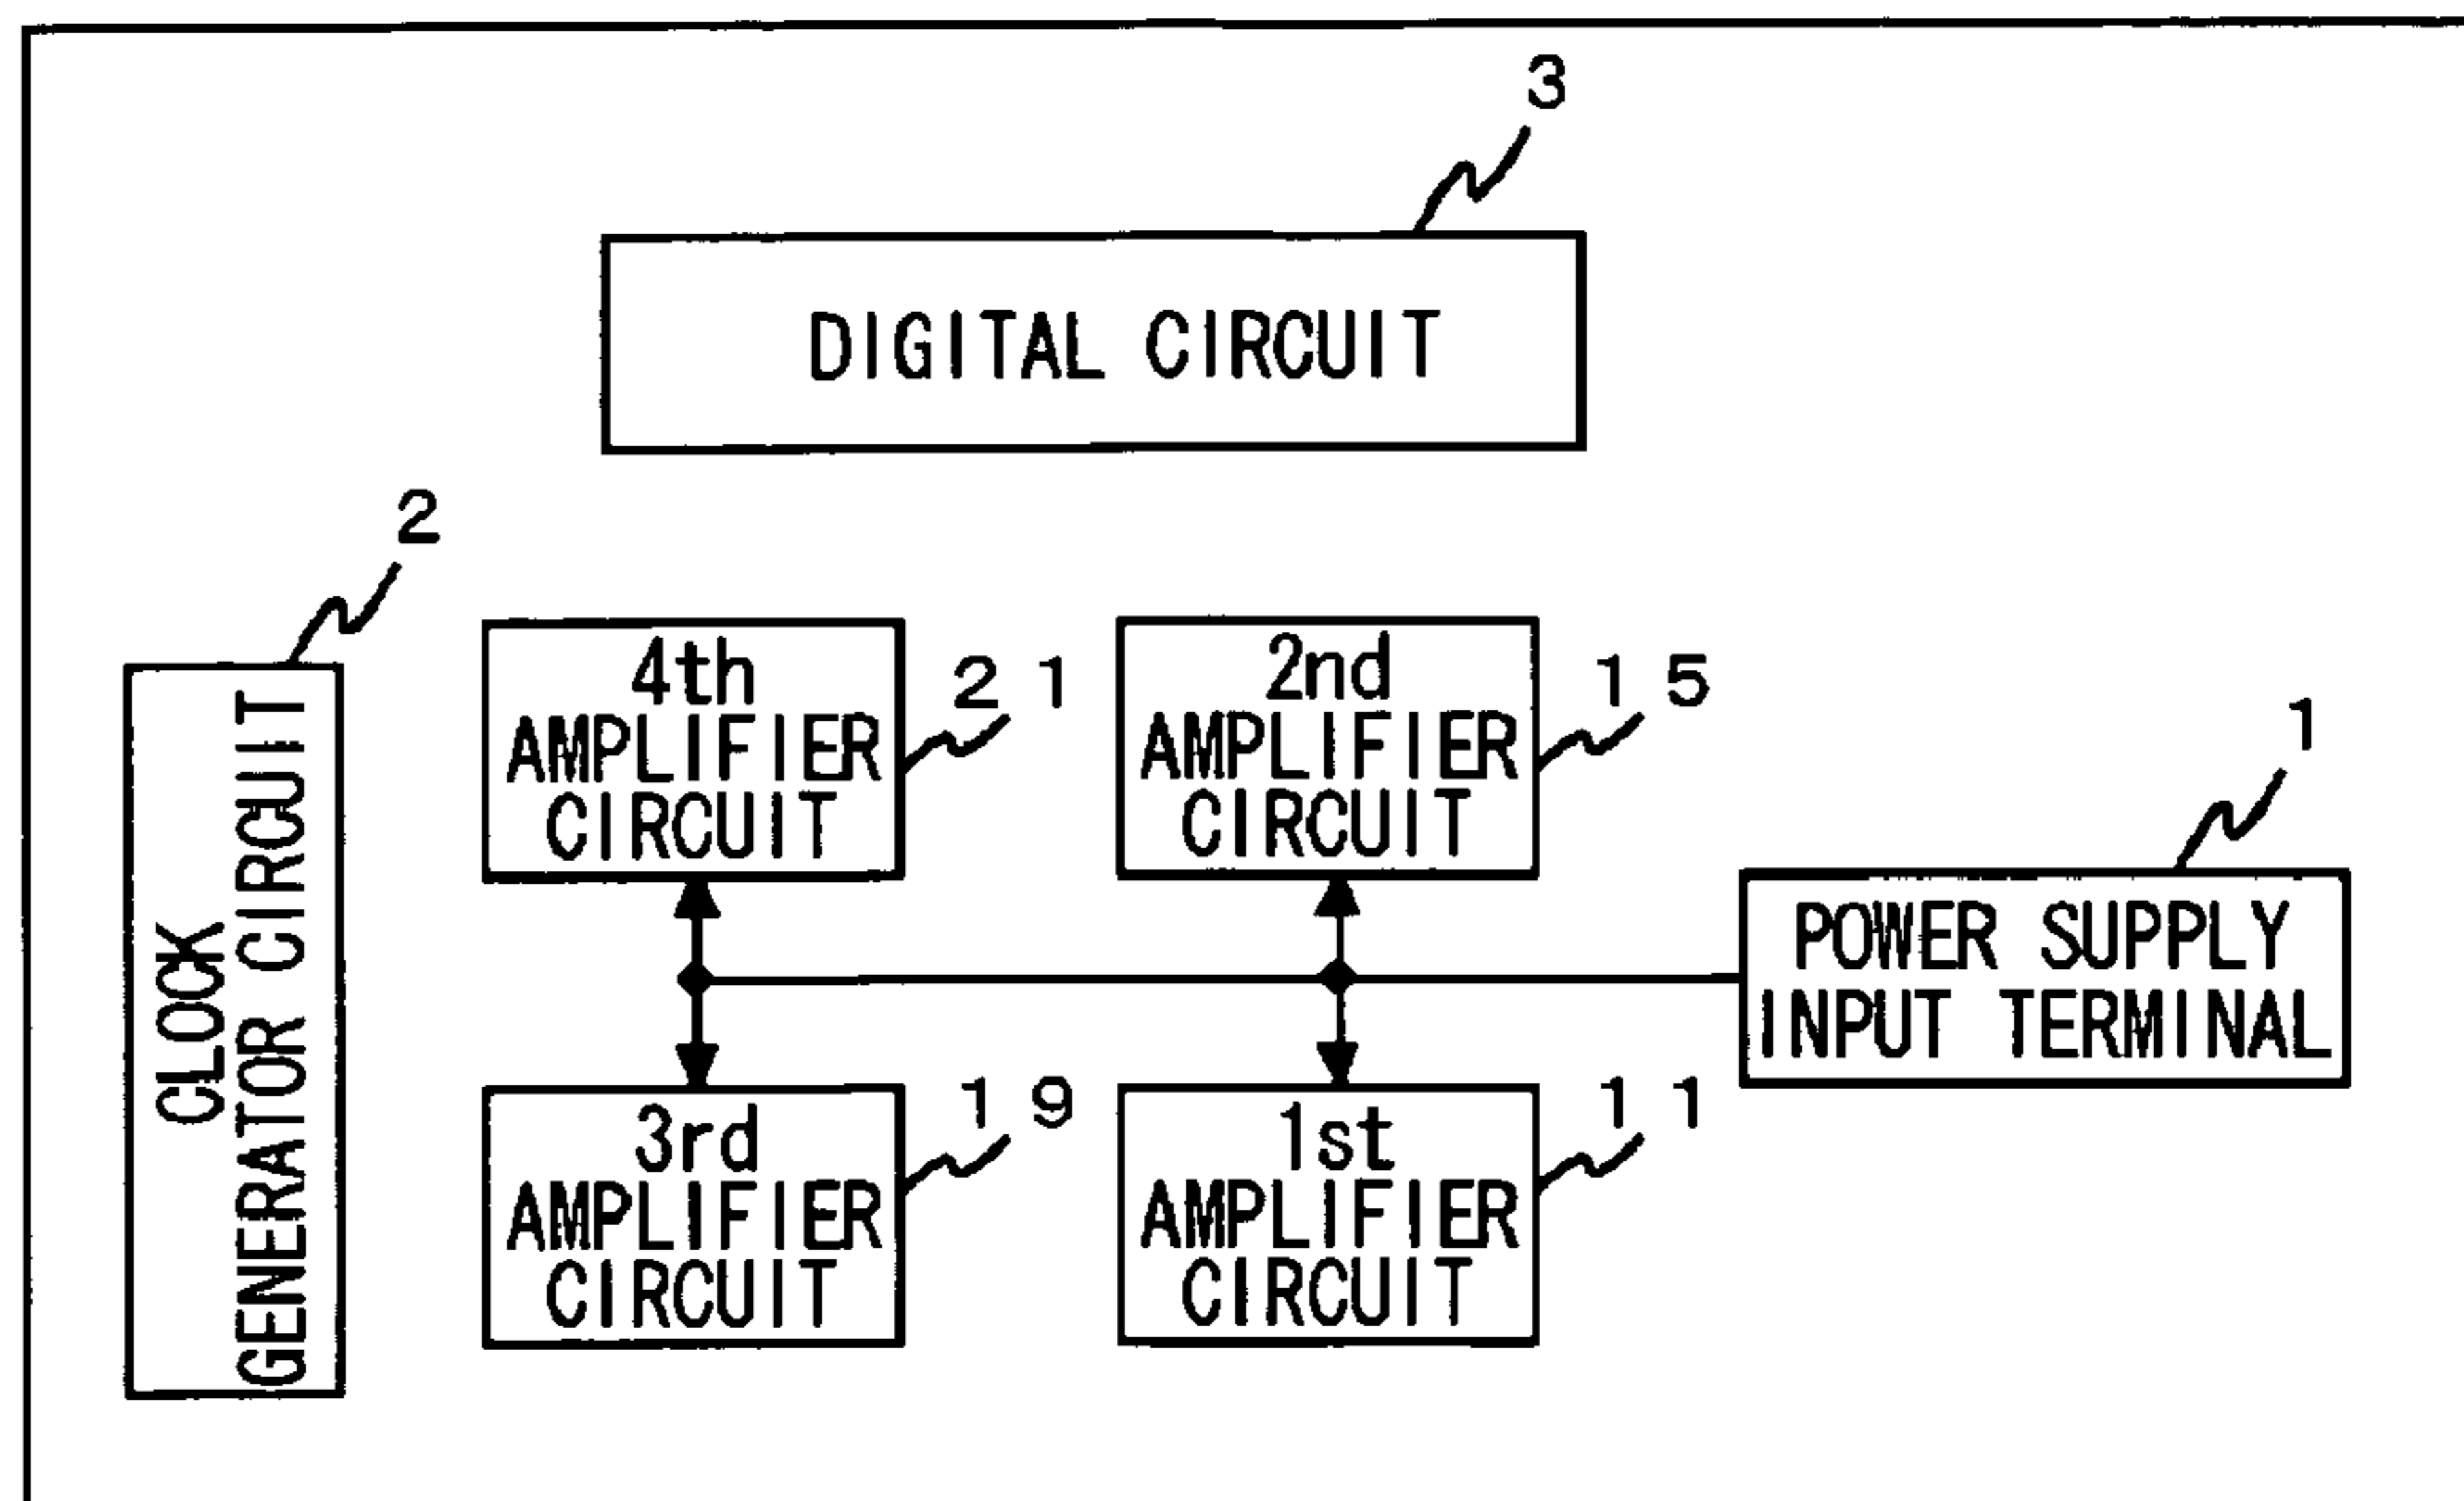 3
DIGITAL CIRCUIT
2
CLOCK
GENERATOR CIRCUIT
4th
AMPLIFIER
CIRCUIT
21
2nd
AMPLIFIER
CIRCUIT
15
1
POWER SUPPLY
INPUT TERMINAL
3rd
AMPLIFIER
CIRCUIT
19
1st
AMPLIFIER
CIRCUIT
11